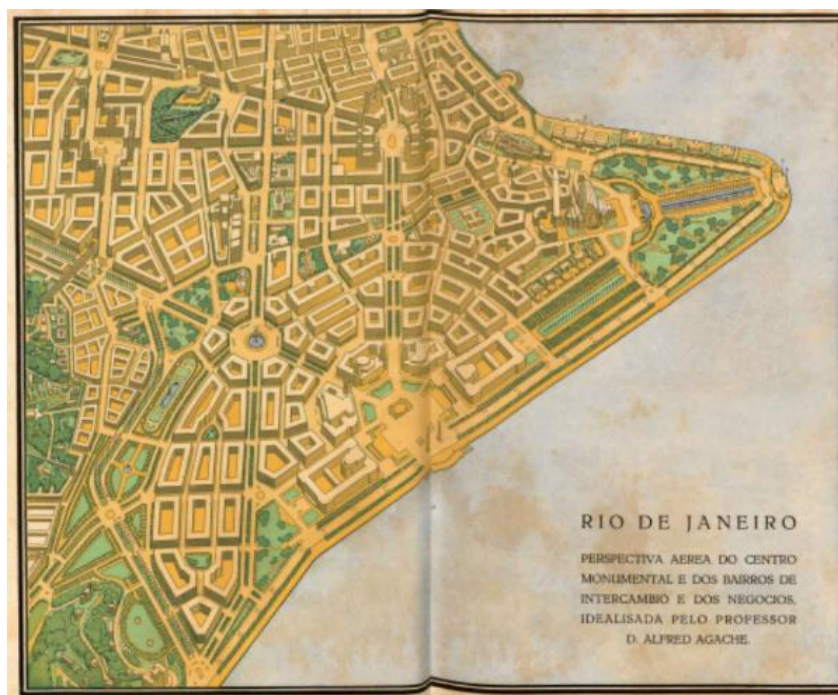 RIO DE JANEIRO
PERSPECTIVA AEREA DO CENTRO
MONUMENTAL E DOS BAIRROS DE
INTERCAMBIO E DOS NEGOCIOS,
IDEALISADA PELO PROFESSOR
D. ALFRED AGACHE.